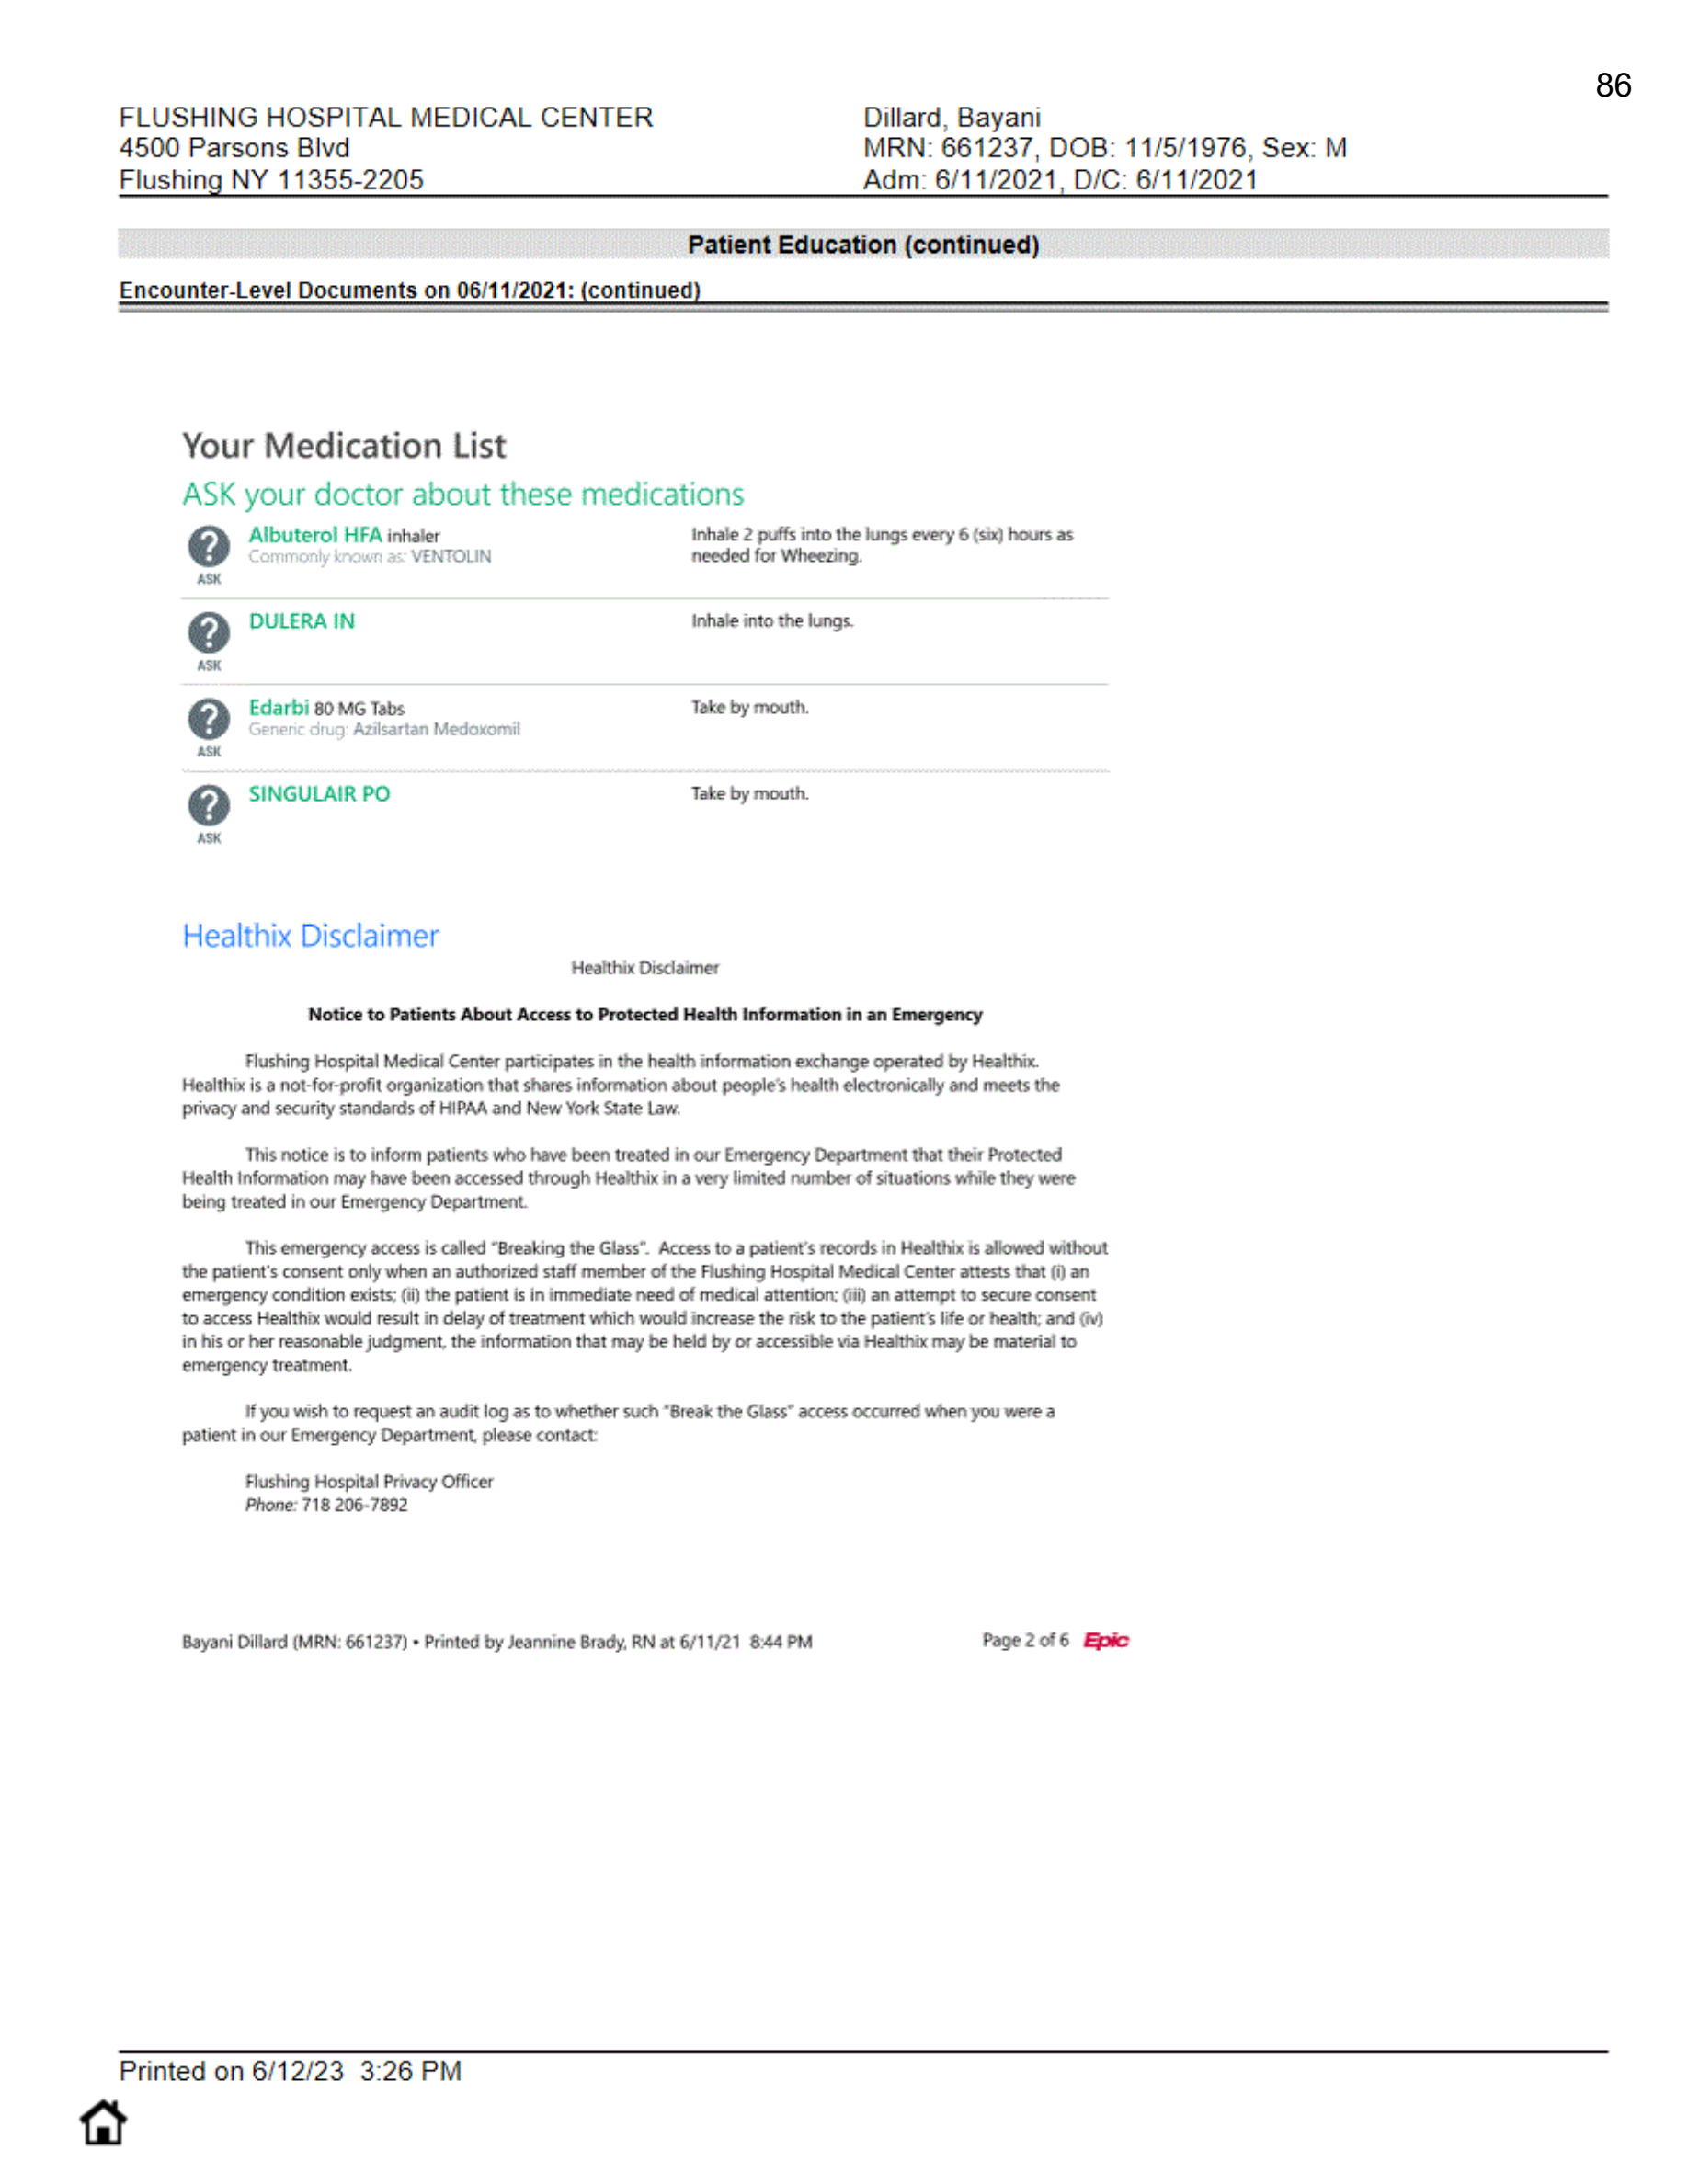 86
FLUSHING HOSPITAL MEDICAL CENTER
4500 Parsons Blvd
Flushing NY 11355-2205
Dillard, Bayani
MRN: 661237, DOB: 11/5/1976, Sex: M
Adm: 6/11/2021, D/C: 6/11/2021
Patient Education (continued)
Encounter-Level Documents on 06/11/2021: (continued)
Your Medication List
ASK your doctor about these medications
ASK
Albuterol HFA inhaler
Commonly known as: VENTOLIN
Inhale 2 puffs into the lungs every 6 (six) hours as
needed for Wheezing.
ASK
DULERA IN
Inhale into the lungs.
ASK
Edarbi 80 MG Tabs
Generic drug: Azilsartan Medoxomil
Take by mouth.
ASK
SINGULAIR PO
Take by mouth.
Healthix Disclaimer
Healthix Disclaimer
Notice to Patients About Access to Protected Health Information in an Emergency
Flushing Hospital Medical Center participates in the health information exchange operated by Healthix.
Healthix is a not-for-profit organization that shares information about people's health electronically and meets the
privacy and security standards of HIPAA and New York State Law.
This notice is to inform patients who have been treated in our Emergency Department that their Protected
Health Information may have been accessed through Healthix in a very limited number of situations while they were
being treated in our Emergency Department.
This emergency access is called "Breaking the Glass". Access to a patient's records in Healthix is allowed without
the patient's consent only when an authorized staff member of the Flushing Hospital Medical Center attests that (i) an
emergency condition exists; (ii) the patient is in immediate need of medical attention; (iii) an attempt to secure consent
to access Healthix would result in delay of treatment which would increase the risk to the patient's life or health; and (iv)
in his or her reasonable judgment, the information that may be held by or accessible via Healthix may be material to
emergency treatment.
If you wish to request an audit log as to whether such "Break the Glass" access occurred when you were a
patient in our Emergency Department, please contact:
Flushing Hospital Privacy Officer
Phone: 718 206-7892
Bayani Dillard (MRN: 661237) • Printed by Jeannine Brady, RN at 6/11/21 8:44 PM
Page 2 of 6 Epic
Printed on 6/12/23 3:26 PM